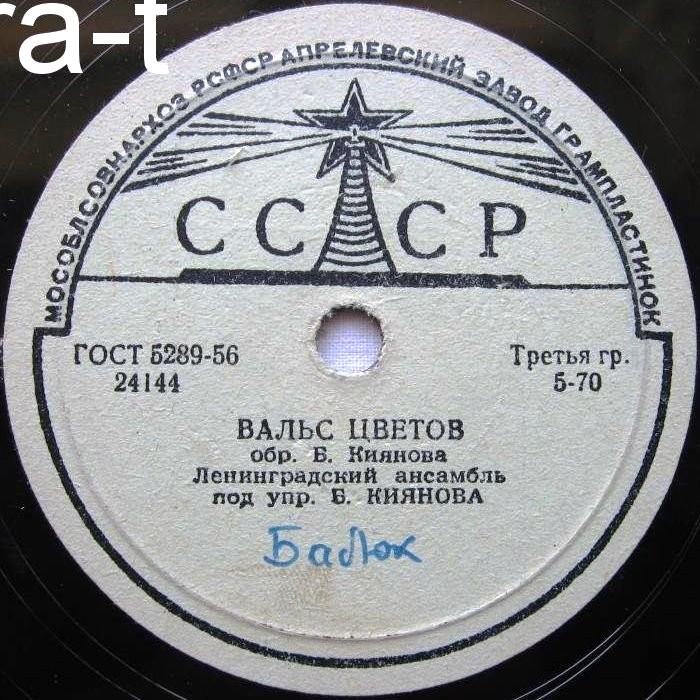 ra-t
МОСОБЛСОВНАРХОЗ РСФСР АПРЕЛЕВСКИЙ ЗАВОД ГРАМПЛАСТИНОК
СССР
ГОСТ 5289-56
24144
Третья гр.
5-70
ВАЛЬС ЦВЕТОВ
обр. Б. Киянова
Ленинградский ансамбль
под упр. Б. КИЯНОВА